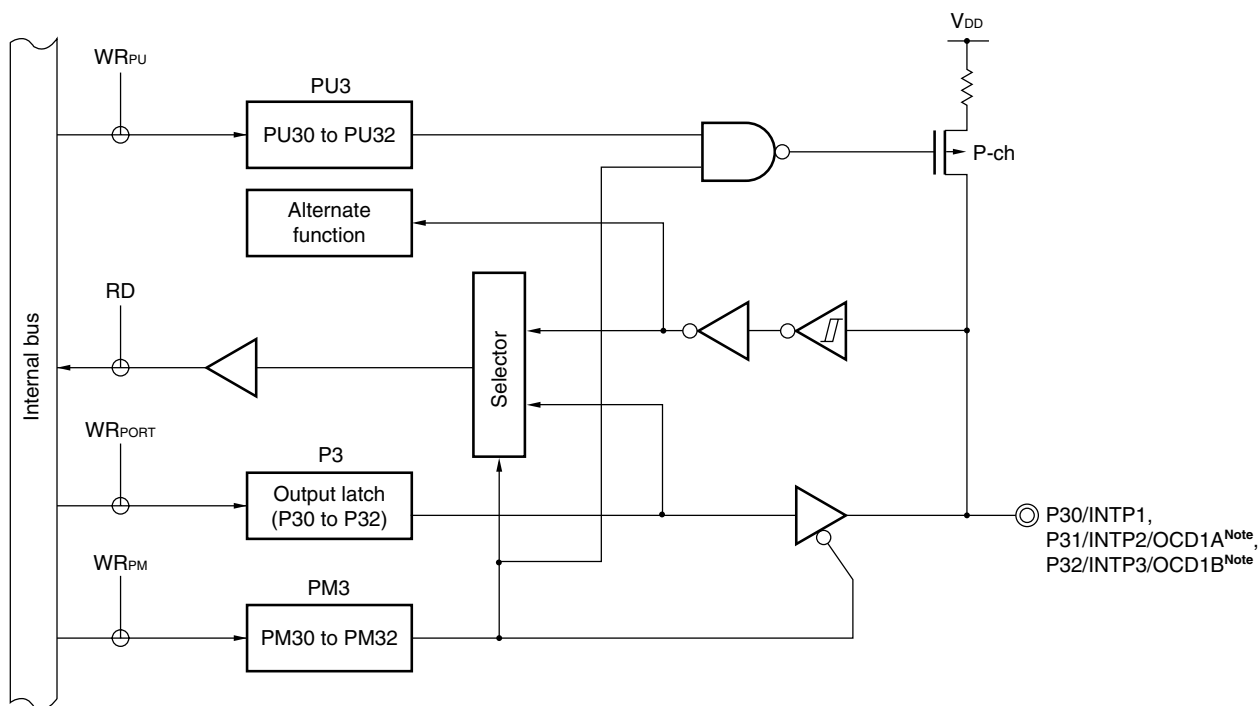 VDD
WRPU
PU3
PU30 to PU32
P-ch
Alternate
function
RD
Internal bus
Selector
WRPORT
P3
Output latch
(P30 to P32)
P30/INTP1,
P31/INTP2/OCD1ANote,
P32/INTP3/OCD1BNote
WRPM
PM3
PM30 to PM32